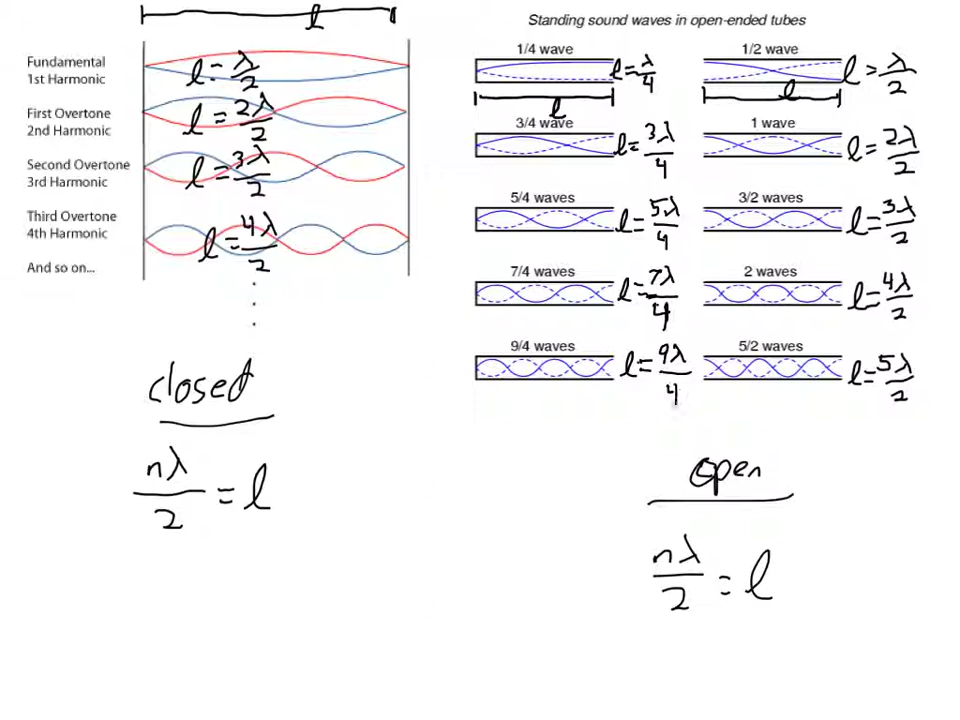 l
Fundamental
1st Harmonic
l = λ/2
First Overtone
2nd Harmonic
l = 2λ/2
Second Overtone
3rd Harmonic
l = 3λ/2
Third Overtone
4th Harmonic
l = 4λ/2
And so on...
closed
nλ/2 = l
Standing sound waves in open-ended tubes
1/4 wave
l = λ/4
l
1/2 wave
l = λ/2
l
3/4 wave
l = 3λ/4
1 wave
l = 2λ/2
5/4 waves
l = 5λ/4
3/2 waves
l = 3λ/2
7/4 waves
l = 7λ/4
2 waves
l = 4λ/2
9/4 waves
l = 9λ/4
5/2 waves
l = 5λ/2
open
nλ/2 = l